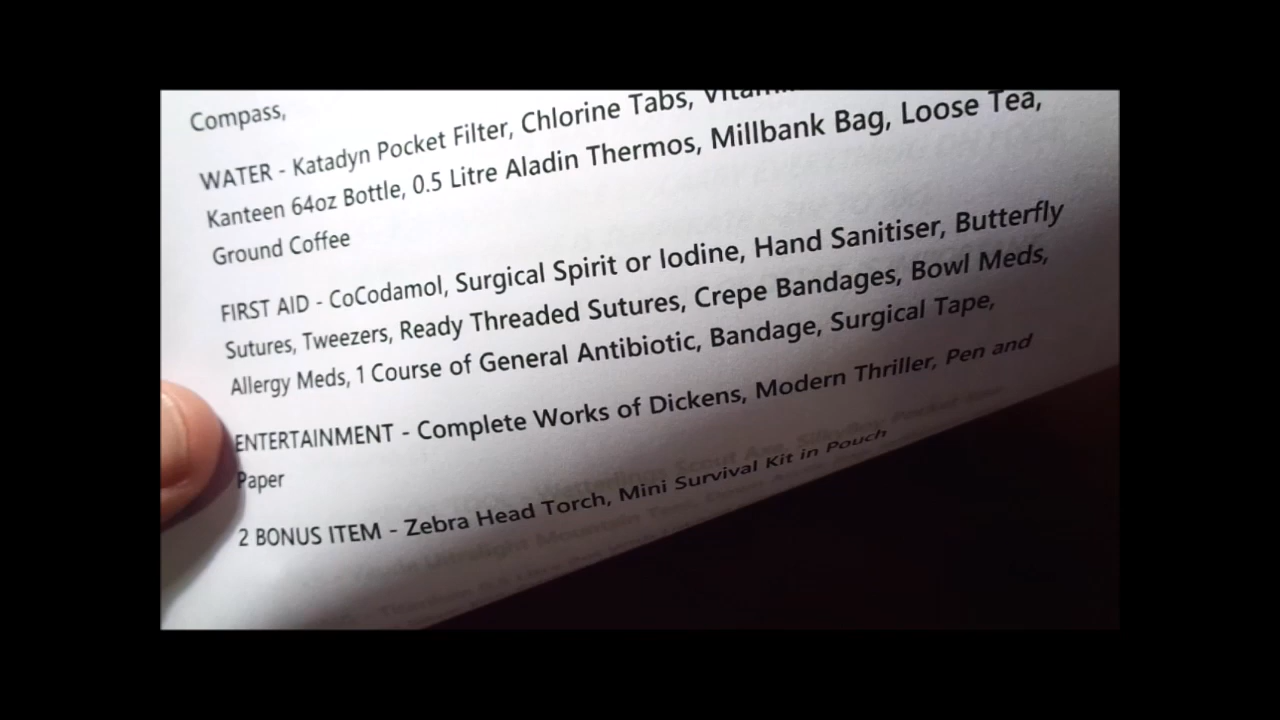 Compass,
WATER - Katadyn Pocket Filter, Chlorine Tabs,
Kanteen 64oz Bottle, 0.5 Litre Aladin Thermos, Millbank Bag, Loose Tea,
Ground Coffee
FIRST AID - CoCodamol, Surgical Spirit or Iodine, Hand Sanitiser, Butterfly
Sutures, Tweezers, Ready Threaded Sutures, Crepe Bandages, Bowl Meds,
Allergy Meds, 1 Course of General Antibiotic, Bandage, Surgical Tape,
ENTERTAINMENT - Complete Works of Dickens, Modern Thriller, Pen and
Paper
2 BONUS ITEM - Zebra Head Torch, Mini Survival Kit in Pouch